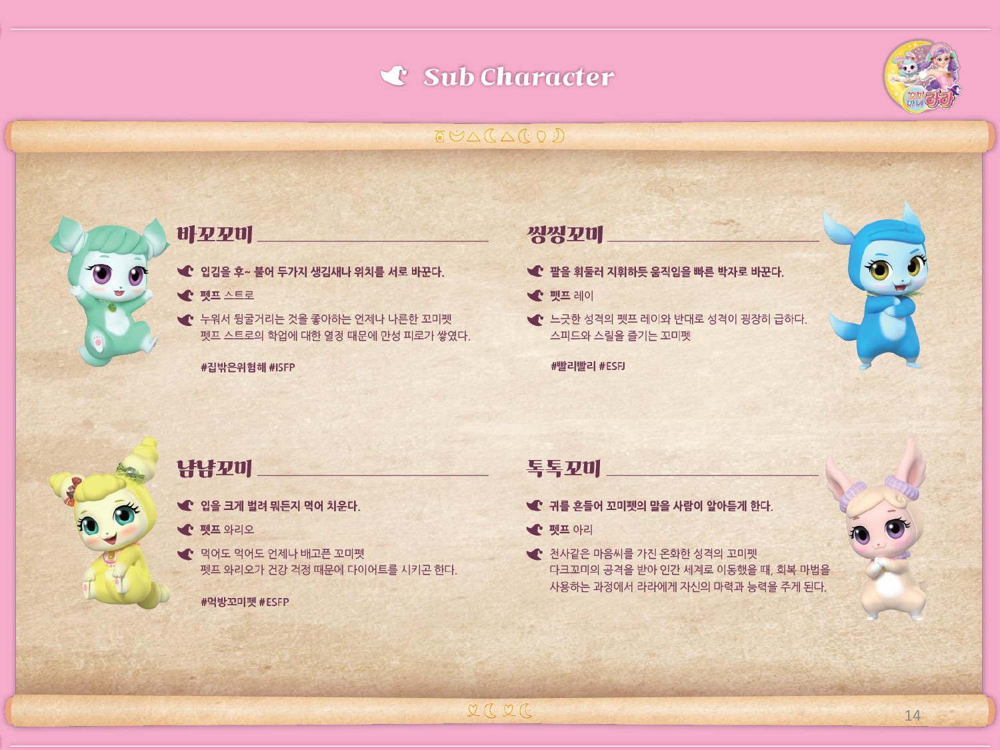 Sub Character
꼬미
마녀 라라
바꼬꼬미
입김을 후~ 불어 두가지 생김새나 위치를 서로 바꾼다.
펫프 스트로
누워서 뒹굴거리는 것을 좋아하는 언제나 나른한 꼬미펫
펫프 스트로의 학업에 대한 열정 때문에 만성 피로가 쌓였다.
#집밖은위험해 #ISFP
씽씽꼬미
팔을 휘둘러 지휘하듯 움직임을 빠른 박자로 바꾼다.
펫프 레이
느긋한 성격의 펫프 레이와 반대로 성격이 굉장히 급하다.
스피드와 스릴을 즐기는 꼬미펫
#빨리빨리 #ESFJ
냠냠꼬미
입을 크게 벌려 뭐든지 먹어 치운다.
펫프 와리오
먹어도 먹어도 언제나 배고픈 꼬미펫
펫프 와리오가 건강 걱정 때문에 다이어트를 시키곤 한다.
#먹방꼬미펫 #ESFP
톡톡꼬미
귀를 흔들어 꼬미펫의 말을 사람이 알아듣게 한다.
펫프 아리
천사같은 마음씨를 가진 온화한 성격의 꼬미펫
다크꼬미의 공격을 받아 인간 세계로 이동했을 때, 회복 마법을
사용하는 과정에서 라라에게 자신의 마력과 능력을 주게 된다.
14